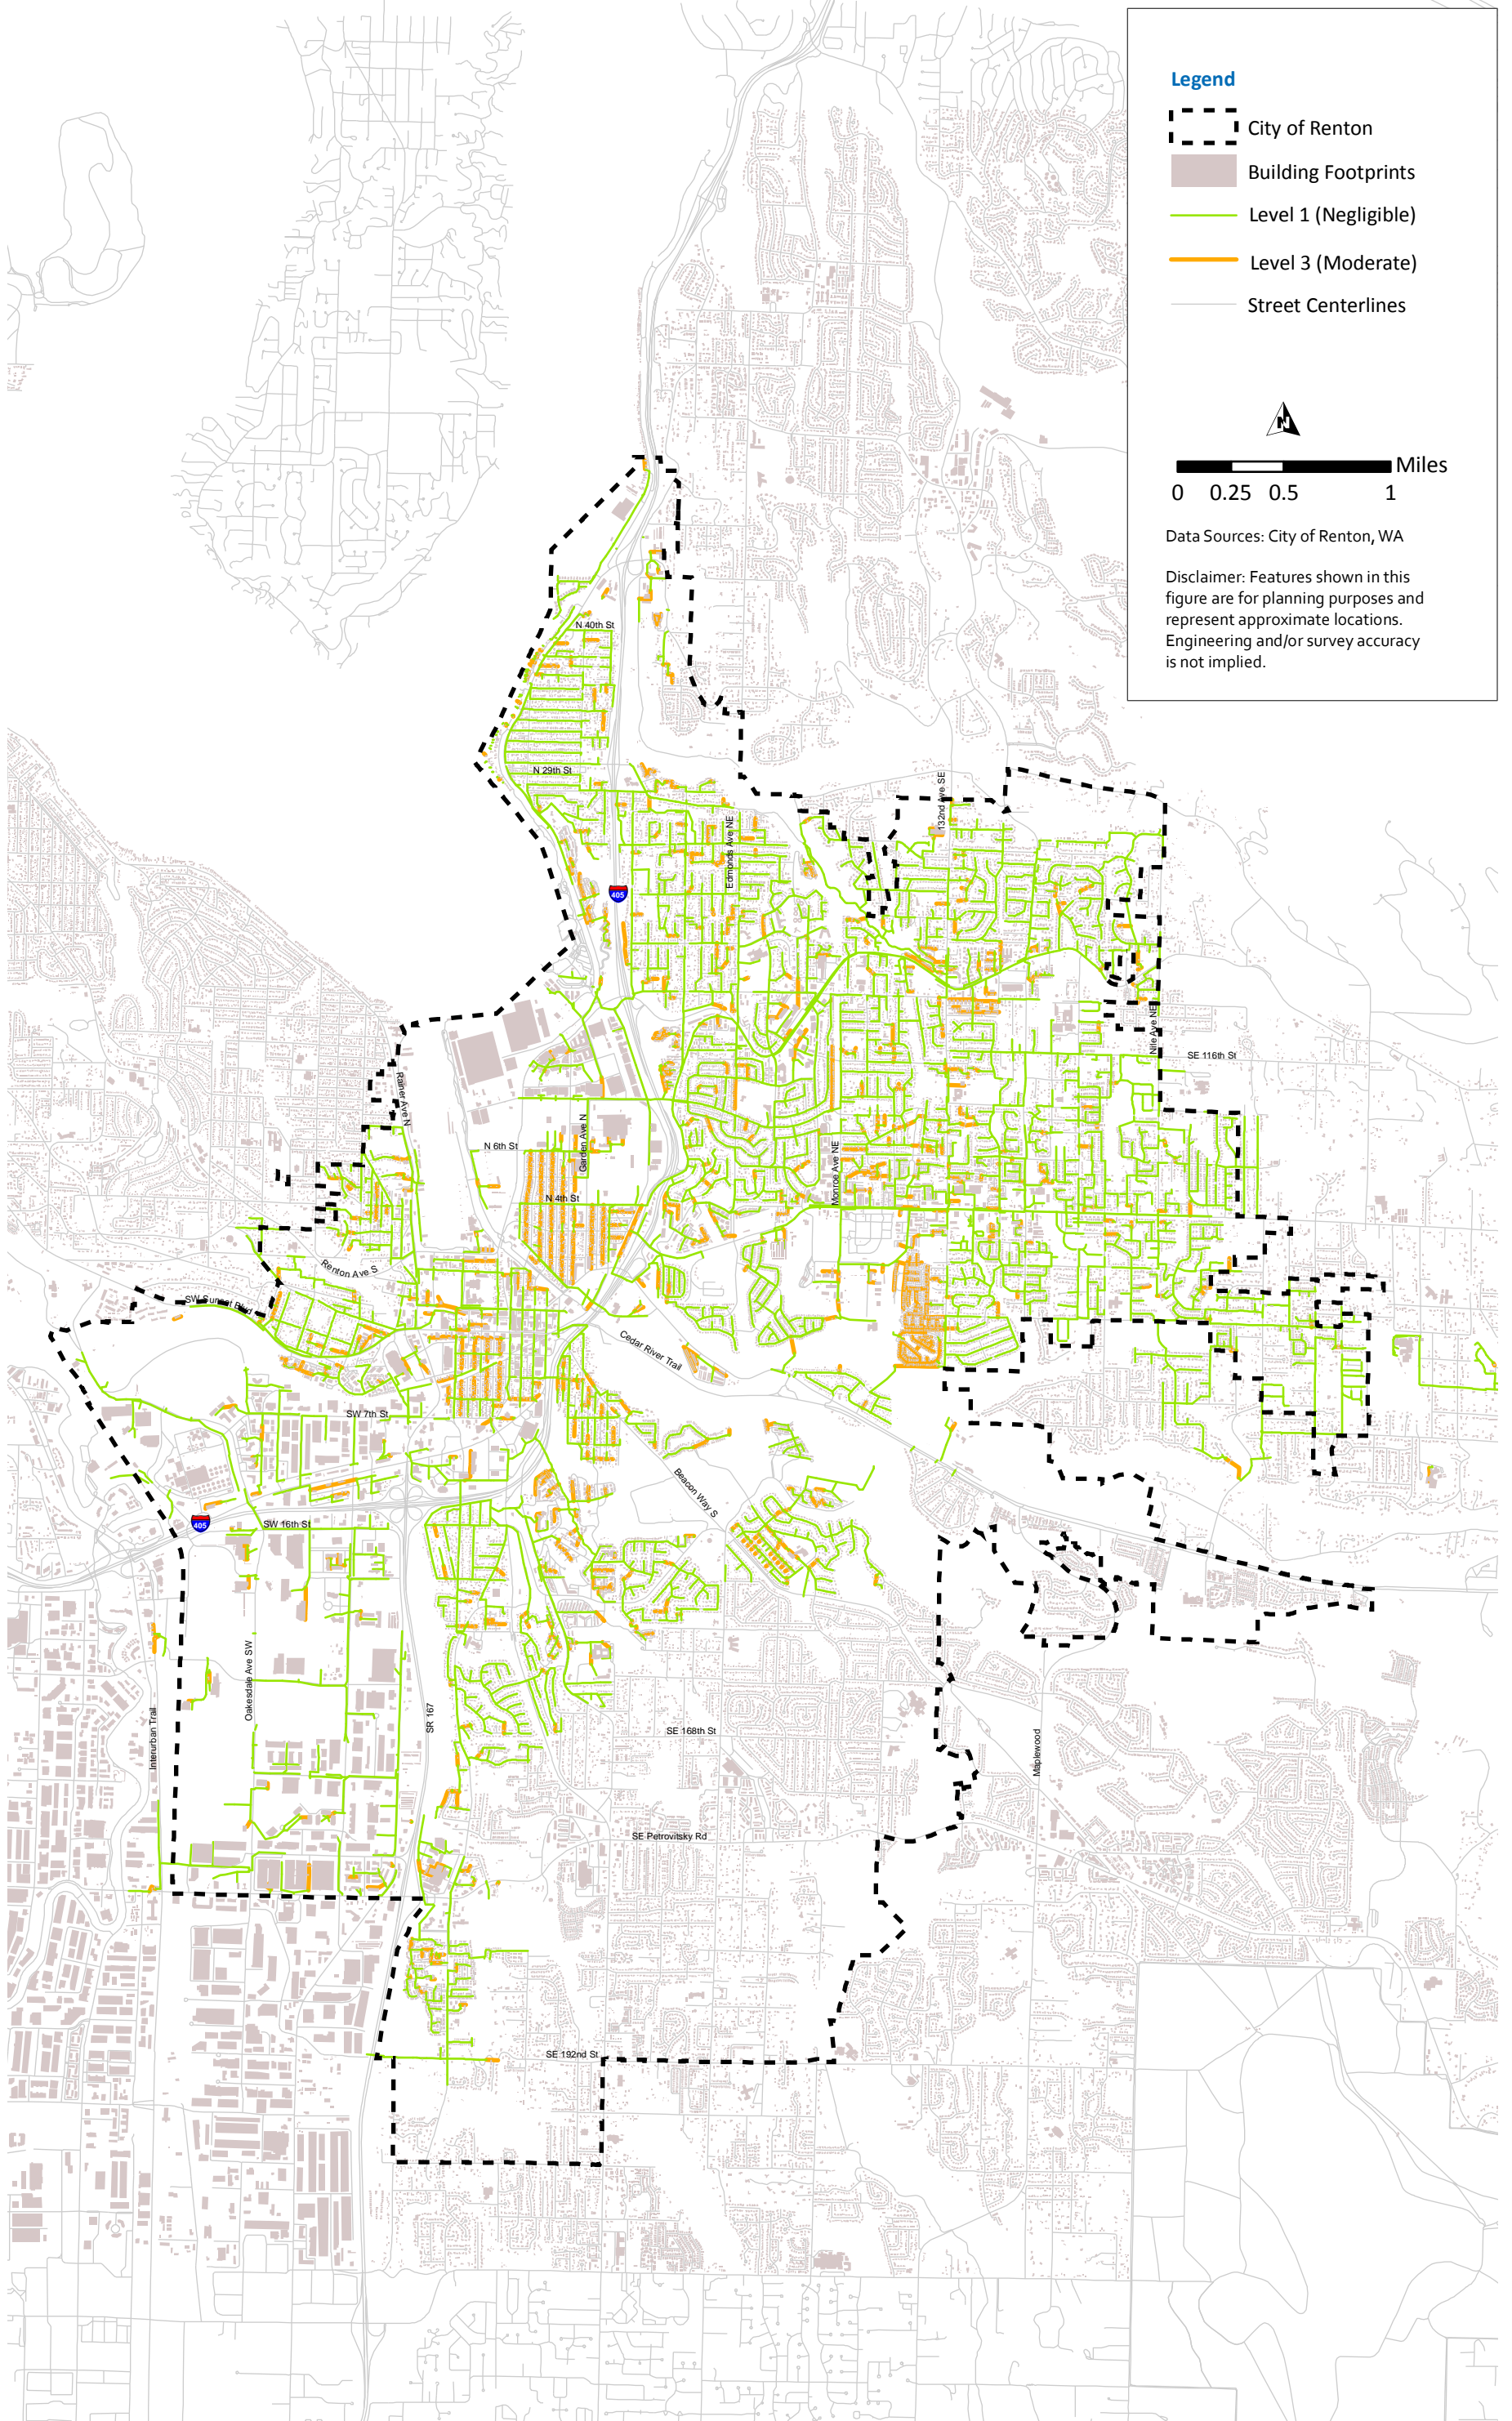 Legend
City of Renton
Building Footprints
Level 1 (Negligible)
Level 3 (Moderate)
Street Centerlines
N
Miles
0 0.25 0.5 1
Data Sources: City of Renton, WA
Disclaimer: Features shown in this
figure are for planning purposes and
represent approximate locations.
Engineering and/or survey accuracy
is not implied.
N 40th St
N 29th St
132nd Ave SE
Edmonds Ave NE
405
Nile Ave NE
SE 116th St
Rainier Ave N
Garden Ave N
N 6th St
Monroe Ave NE
N 4th St
Renton Ave S
SW Sunset Blvd
Cedar River Trail
SW 7th St
Beacon Way S
405
SW 16th St
Oakesdale Ave SW
Interurban Trail
SR 167
SE 168th St
Maplewood
SE Petrovitsky Rd
SE 192nd St